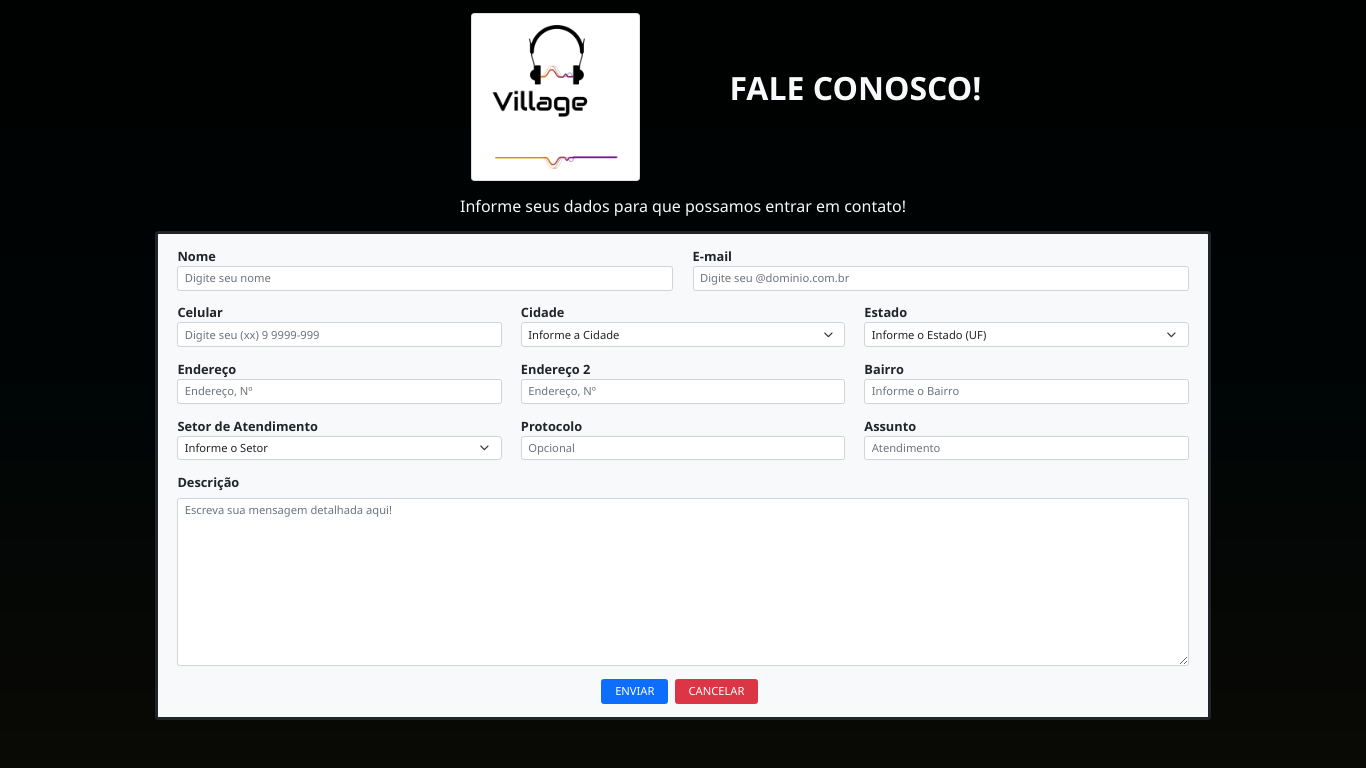 Village
FALE CONOSCO!
Informe seus dados para que possamos entrar em contato!
Nome
E-mail
Digite seu nome
Digite seu @dominio.com.br
Celular
Cidade
Estado
Digite seu (xx) 9 9999-999
Informe a Cidade
Informe o Estado (UF)
Endereço
Endereço 2
Bairro
Endereço, Nº
Endereço, Nº
Informe o Bairro
Setor de Atendimento
Protocolo
Assunto
Informe o Setor
Opcional
Atendimento
Descrição
Escreva sua mensagem detalhada aqui!
ENVIAR
CANCELAR